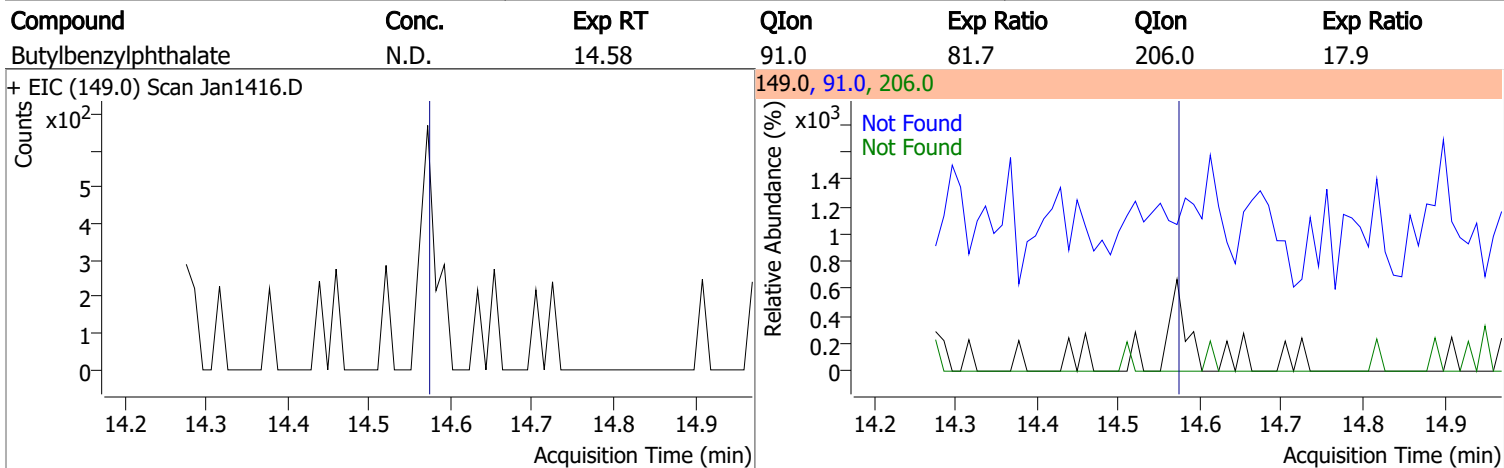 Compound Conc. Exp RT QIon Exp Ratio QIon Exp Ratio
Butylbenzylphthalate N.D. 14.58 91.0 81.7 206.0 17.9
+ EIC (149.0) Scan Jan1416.D
Counts
x10²
5
4
3
2
1
0
14.2 14.3 14.4 14.5 14.6 14.7 14.8 14.9
Acquisition Time (min)
149.0, 91.0, 206.0
Relative Abundance (%)
x10³
Not Found
Not Found
1.4
1.2
1
0.8
0.6
0.4
0.2
0
14.2 14.3 14.4 14.5 14.6 14.7 14.8 14.9
Acquisition Time (min)